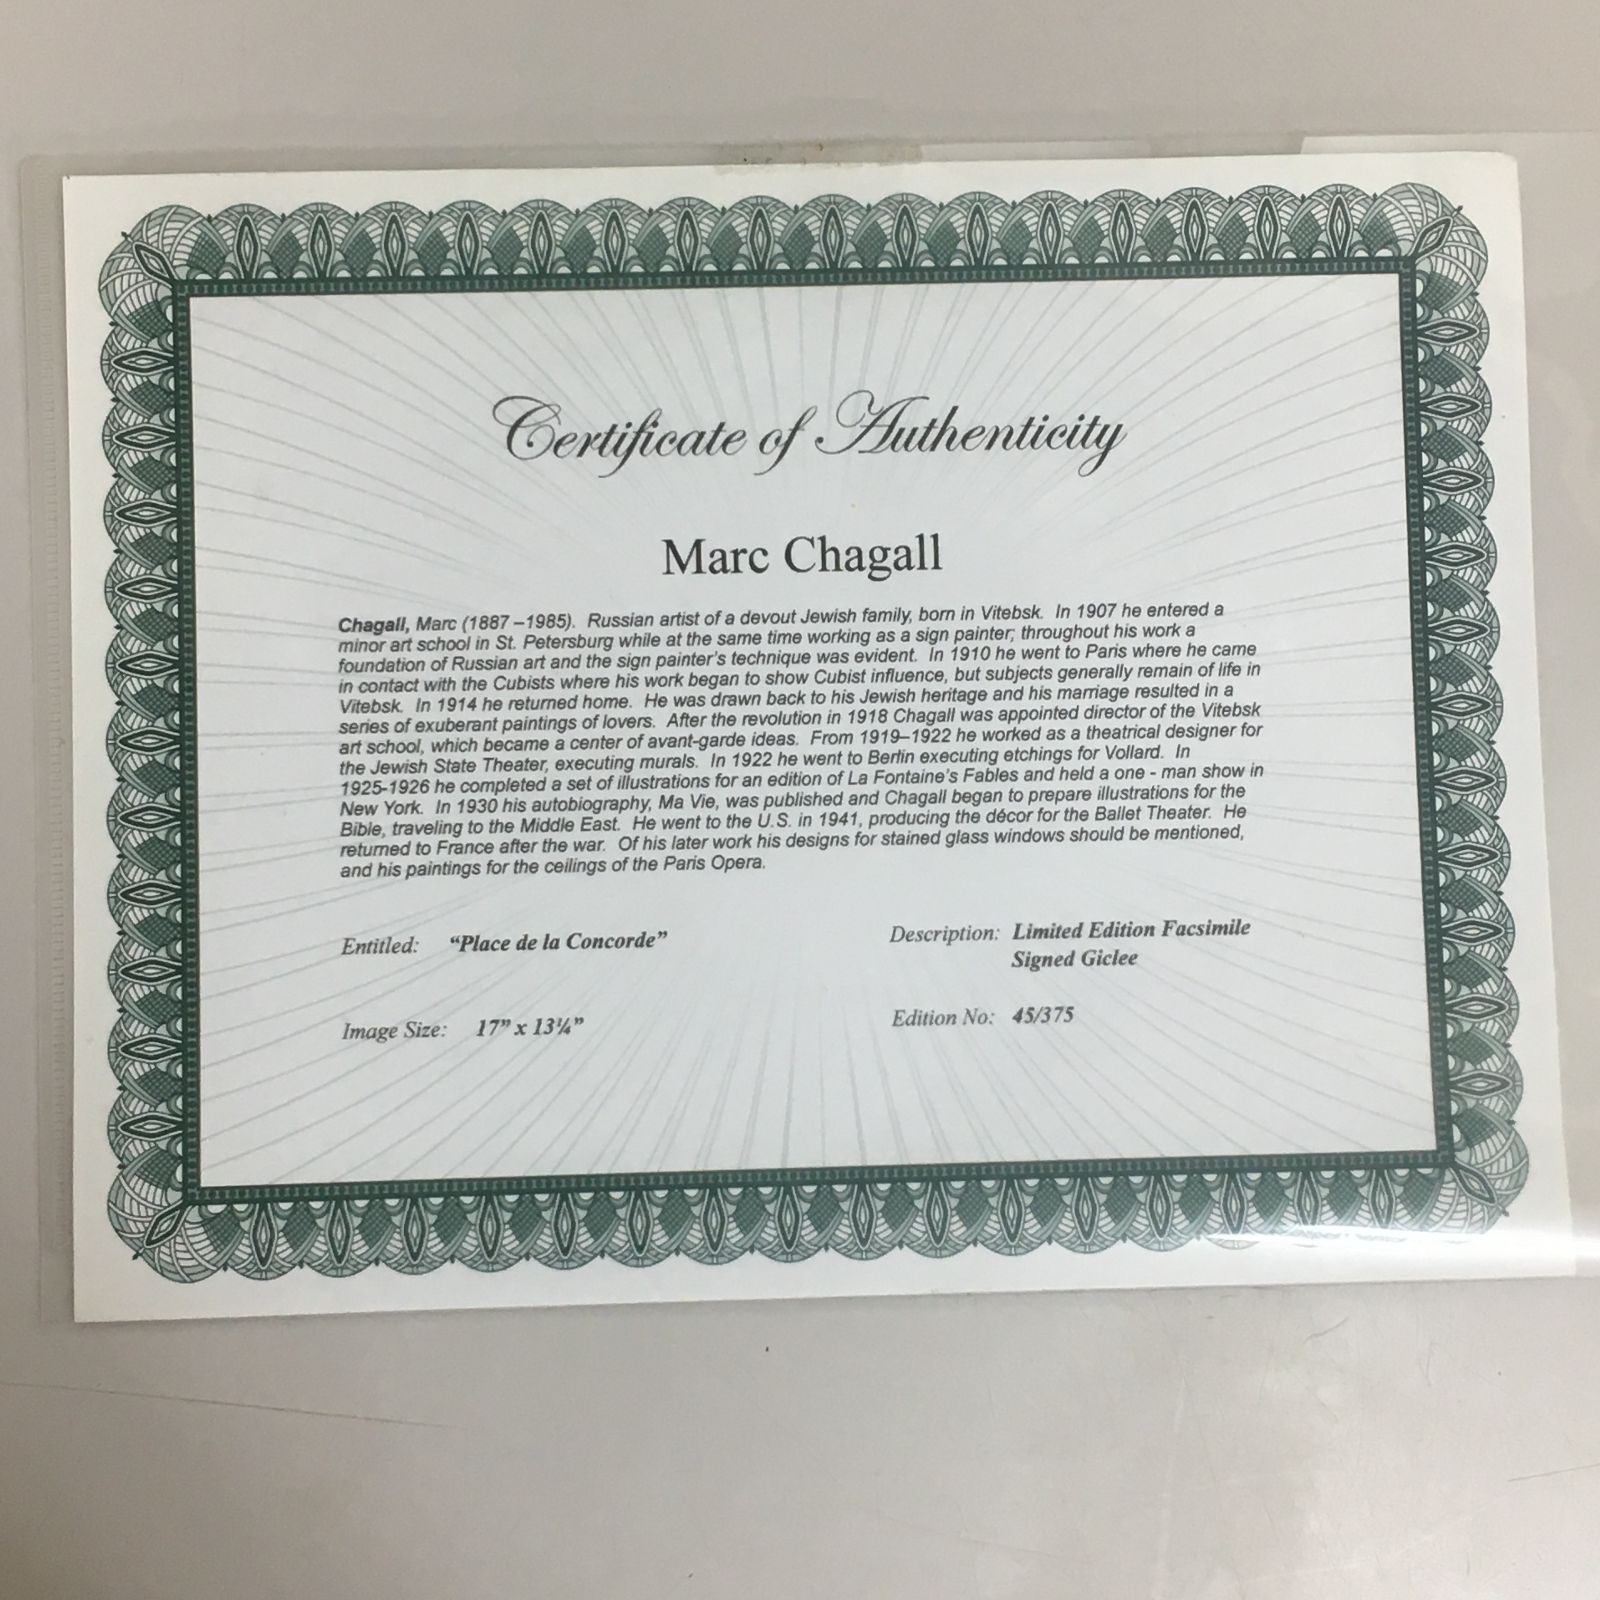 Certificate of Authenticity
Marc Chagall
Chagall, Marc (1887 –1985).  Russian artist of a devout Jewish family, born in Vitebsk.  In 1907 he entered a
minor art school in St. Petersburg while at the same time working as a sign painter; throughout his work a
foundation of Russian art and the sign painter's technique was evident.  In 1910 he went to Paris where he came
in contact with the Cubists where his work began to show Cubist influence, but subjects generally remain of life in
Vitebsk.  In 1914 he returned home.  He was drawn back to his Jewish heritage and his marriage resulted in a
series of exuberant paintings of lovers.  After the revolution in 1918 Chagall was appointed director of the Vitebsk
art school, which became a center of avant-garde ideas.  From 1919–1922 he worked as a theatrical designer for
the Jewish State Theater, executing murals.  In 1922 he went to Berlin executing etchings for Vollard.  In
1925-1926 he completed a set of illustrations for an edition of La Fontaine's Fables and held a one - man show in
New York.  In 1930 his autobiography, Ma Vie, was published and Chagall began to prepare illustrations for the
Bible, traveling to the Middle East.  He went to the U.S. in 1941, producing the décor for the Ballet Theater.  He
returned to France after the war.  Of his later work his designs for stained glass windows should be mentioned,
and his paintings for the ceilings of the Paris Opera.
Entitled: “Place de la Concorde”
Description: Limited Edition Facsimile
Signed Giclee
Image Size: 17” x 13¼”
Edition No: 45/375